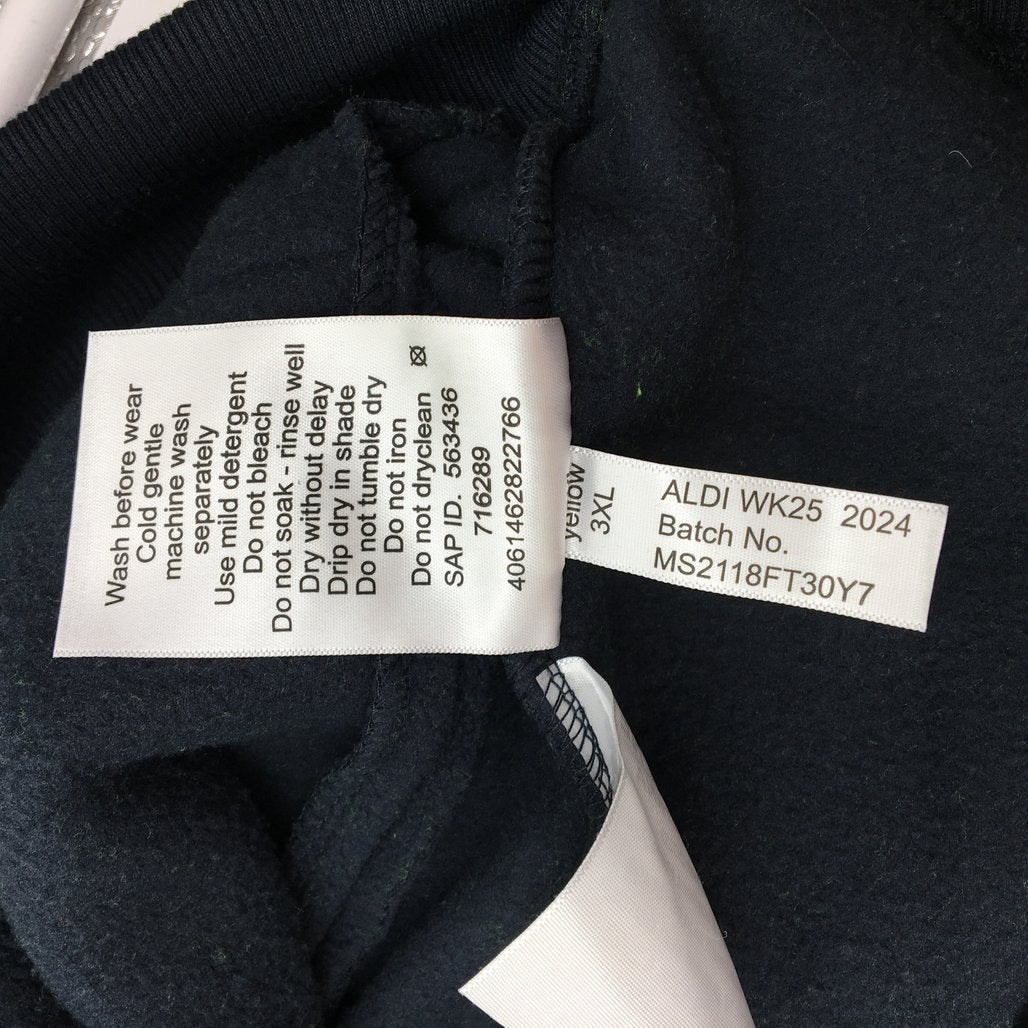 Wash before wear
Cold gentle
machine wash
separately
Use mild detergent
Do not bleach
Do not soak - rinse well
Dry without delay
Drip dry in shade
Do not tumble dry
Do not iron
Do not dryclean
SAP ID. 563436
716289
4061462822766
yellow
3XL
ALDI WK25 2024
Batch No.
MS2118FT30Y7